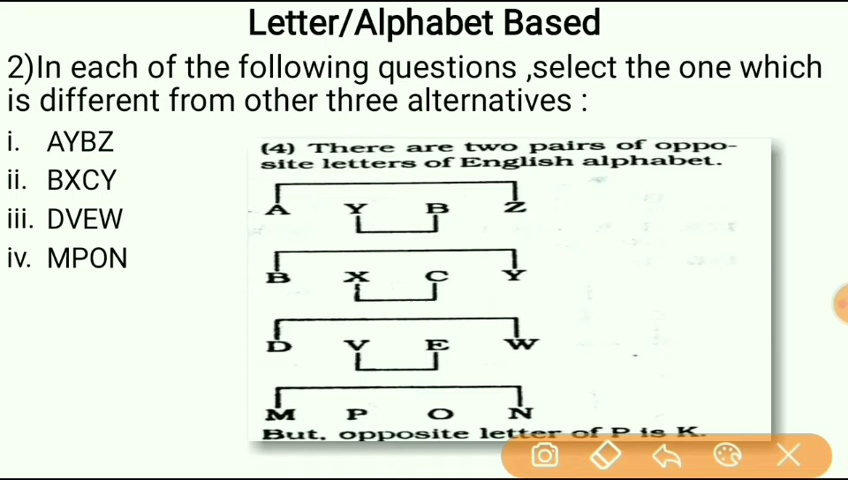 Letter/Alphabet Based
2)In each of the following questions ,select the one which
is different from other three alternatives :
i. AYBZ
ii. BXCY
iii. DVEW
iv. MPON
(4) There are two pairs of oppo-
site letters of English alphabet.
A Y B Z
B X C Y
D V E W
M P O N
But, opposite letter of P is K.